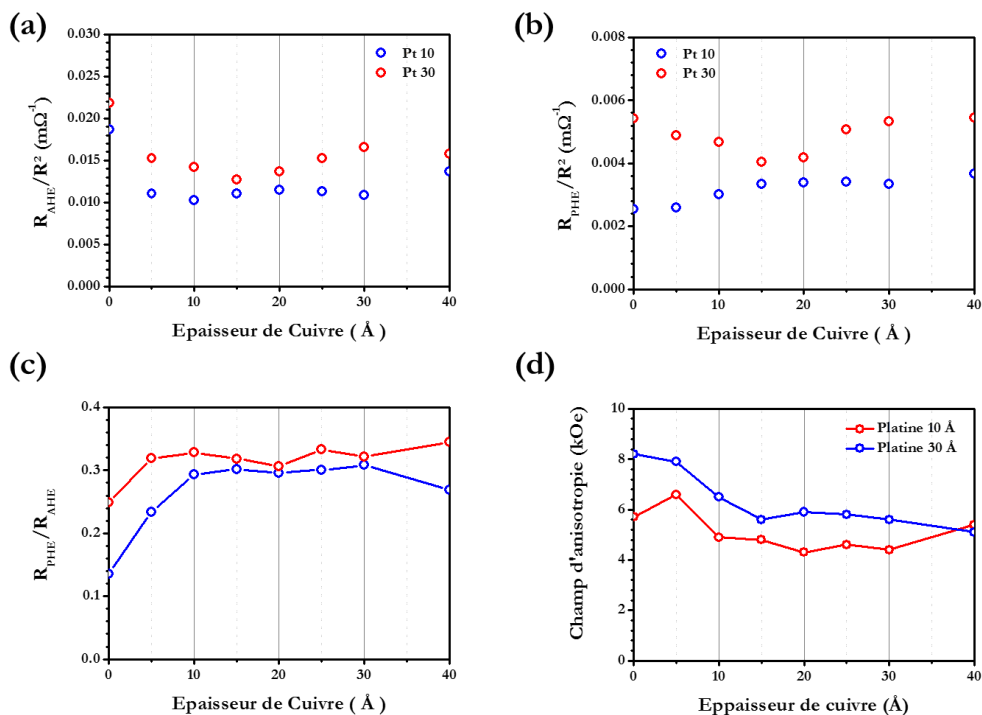 (a)
0.030
0.025
0.020
0.015
0.010
0.005
0.000
R_AHE/R² (mΩ⁻¹)
Pt 10
Pt 30
0 10 20 30 40
Epaisseur de Cuivre ( Å )
(b)
0.008
0.006
0.004
0.002
0.000
R_PHE/R² (mΩ⁻¹)
Pt 10
Pt 30
0 10 20 30 40
Epaisseur de Cuivre ( Å )
(c)
0.4
0.3
0.2
0.1
0.0
R_PHE/R_AHE
0 10 20 30 40
Epaisseur de Cuivre ( Å )
(d)
10
8
6
4
2
0
Champ d'anisotropie (kOe)
Platine 10 Å
Platine 30 Å
0 10 20 30 40
Eppaisseur de cuivre (Å)